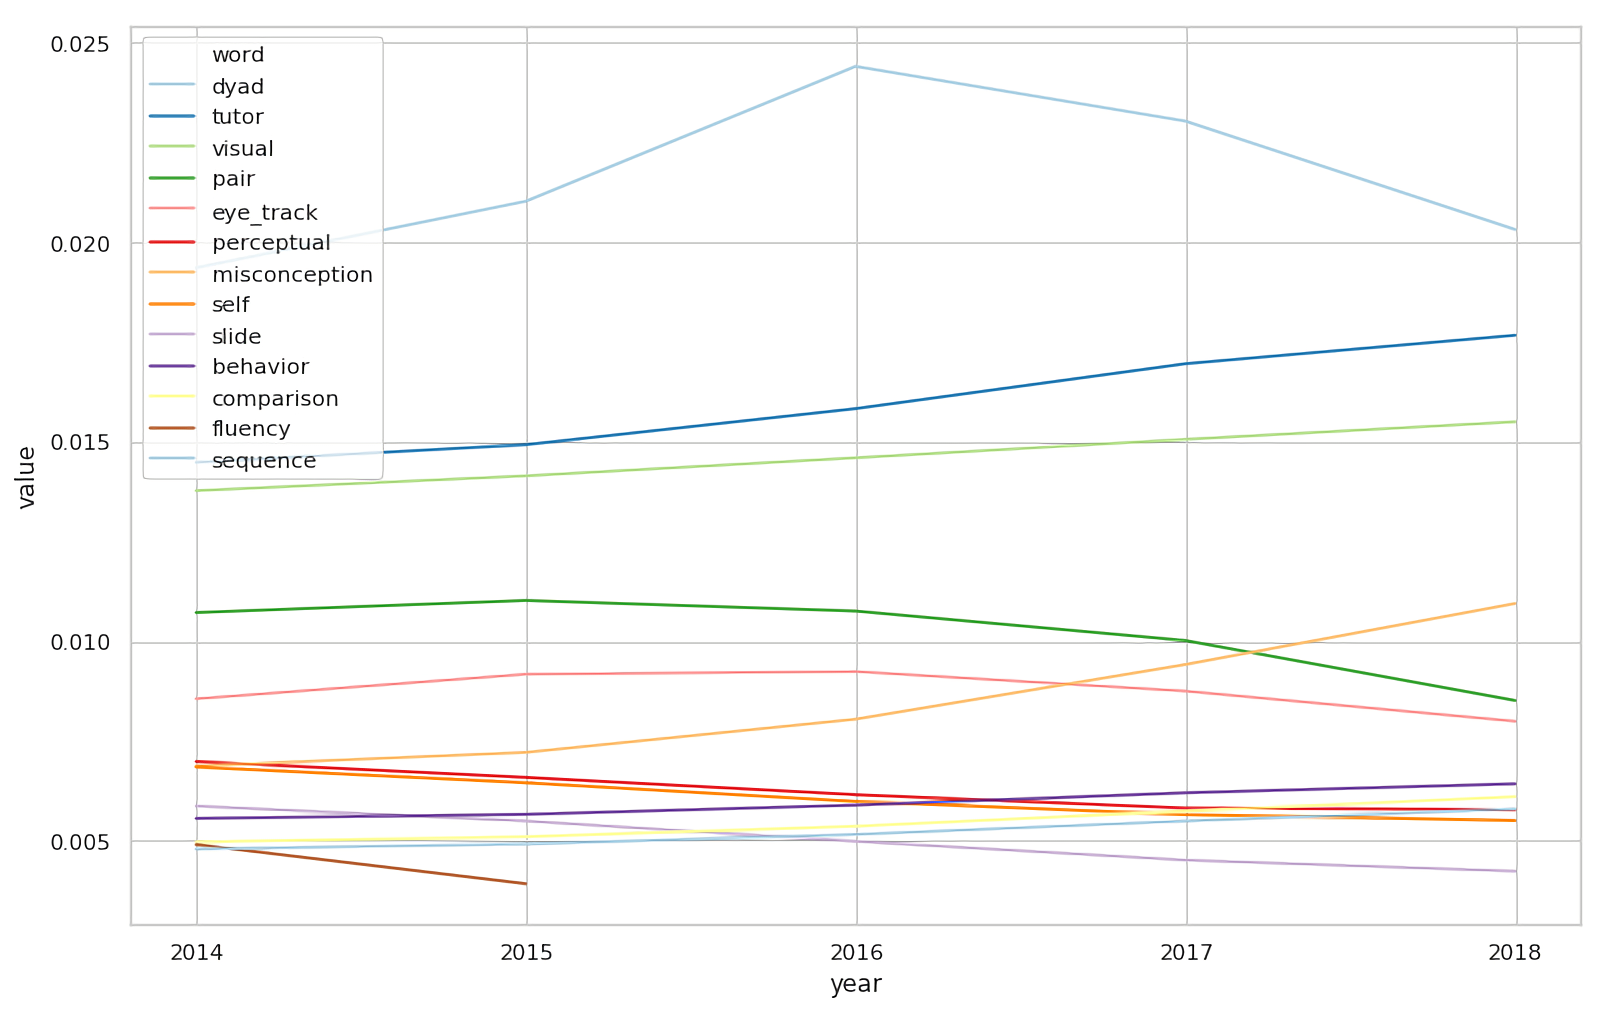 0.025
0.020
0.015
0.010
0.005
value
word
dyad
tutor
visual
pair
eye_track
perceptual
misconception
self
slide
behavior
comparison
fluency
sequence
2014 2015 2016 2017 2018
year